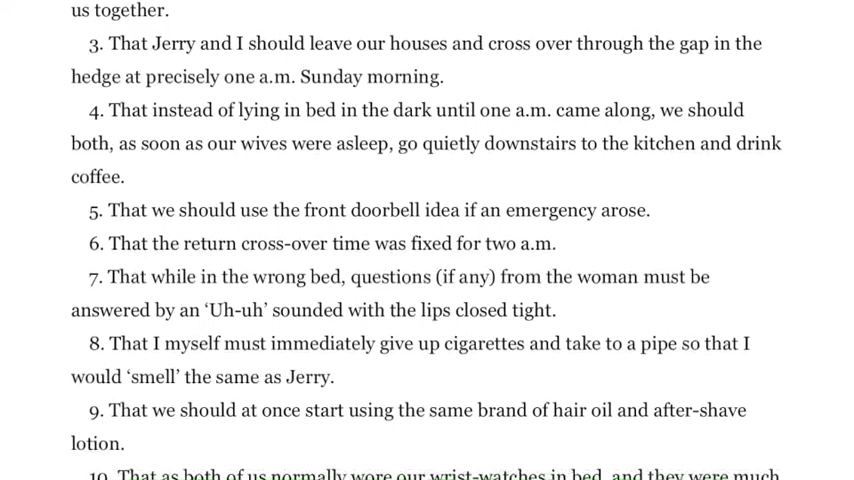 us together.
3. That Jerry and I should leave our houses and cross over through the gap in the
hedge at precisely one a.m. Sunday morning.
4. That instead of lying in bed in the dark until one a.m. came along, we should
both, as soon as our wives were asleep, go quietly downstairs to the kitchen and drink
coffee.
5. That we should use the front doorbell idea if an emergency arose.
6. That the return cross-over time was fixed for two a.m.
7. That while in the wrong bed, questions (if any) from the woman must be
answered by an ‘Uh-uh’ sounded with the lips closed tight.
8. That I myself must immediately give up cigarettes and take to a pipe so that I
would ‘smell’ the same as Jerry.
9. That we should at once start using the same brand of hair oil and after-shave
lotion.
10. That as both of us normally wore our wrist-watches in bed, and they were much